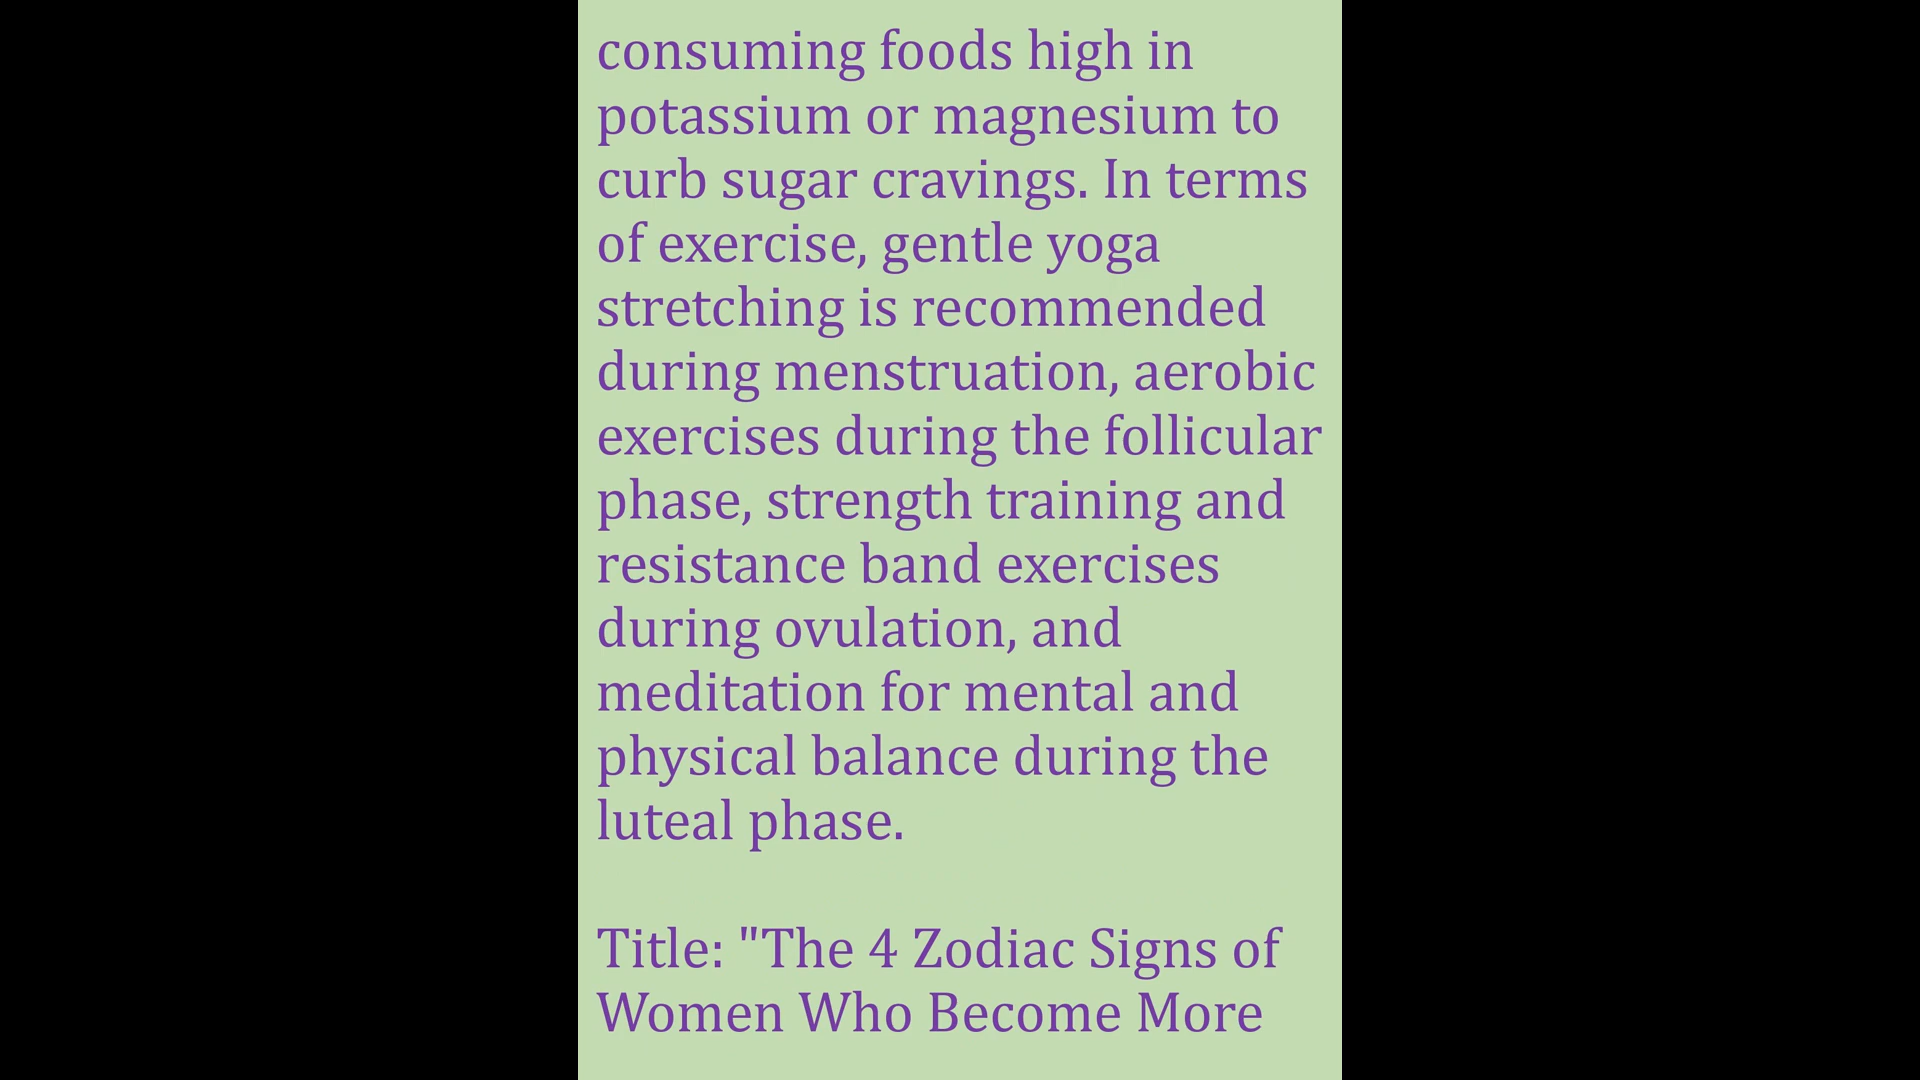 consuming foods high in
potassium or magnesium to
curb sugar cravings. In terms
of exercise, gentle yoga
stretching is recommended
during menstruation, aerobic
exercises during the follicular
phase, strength training and
resistance band exercises
during ovulation, and
meditation for mental and
physical balance during the
luteal phase.
Title: "The 4 Zodiac Signs of
Women Who Become More